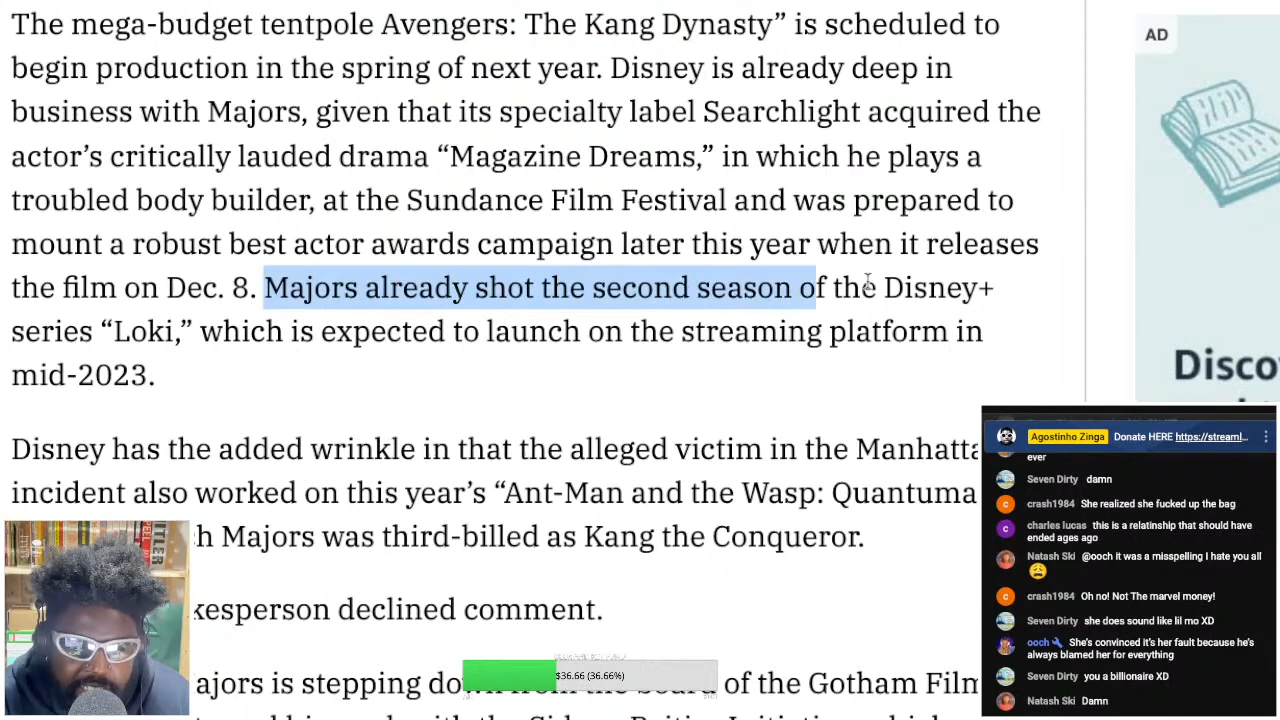 The mega-budget tentpole Avengers: The Kang Dynasty” is scheduled to
begin production in the spring of next year. Disney is already deep in
business with Majors, given that its specialty label Searchlight acquired the
actor’s critically lauded drama “Magazine Dreams,” in which he plays a
troubled body builder, at the Sundance Film Festival and was prepared to
mount a robust best actor awards campaign later this year when it releases
the film on Dec. 8. Majors already shot the second season of the Disney+
series “Loki,” which is expected to launch on the streaming platform in
mid-2023.
Disney has the added wrinkle in that the alleged victim in the Manhatta
incident also worked on this year’s “Ant-Man and the Wasp: Quantuma
h Majors was third-billed as Kang the Conqueror.
kesperson declined comment.
ajors is stepping down from the board of the Gotham Film
$36.66 (36.66%)
AD
Disco
Agostinho Zinga Donate HERE https://streaml...
ever
Seven Dirty damn
crash1984 She realized she fucked up the bag
charles lucas this is a relatinship that should have
ended ages ago
Natash Ski @ooch it was a misspelling I hate you all
😩
crash1984 Oh no! Not The marvel money!
Seven Dirty she does sound like lil mo XD
ooch 🔧 She’s convinced it’s her fault because he’s
always blamed her for everything
Seven Dirty you a billionaire XD
Natash Ski Damn